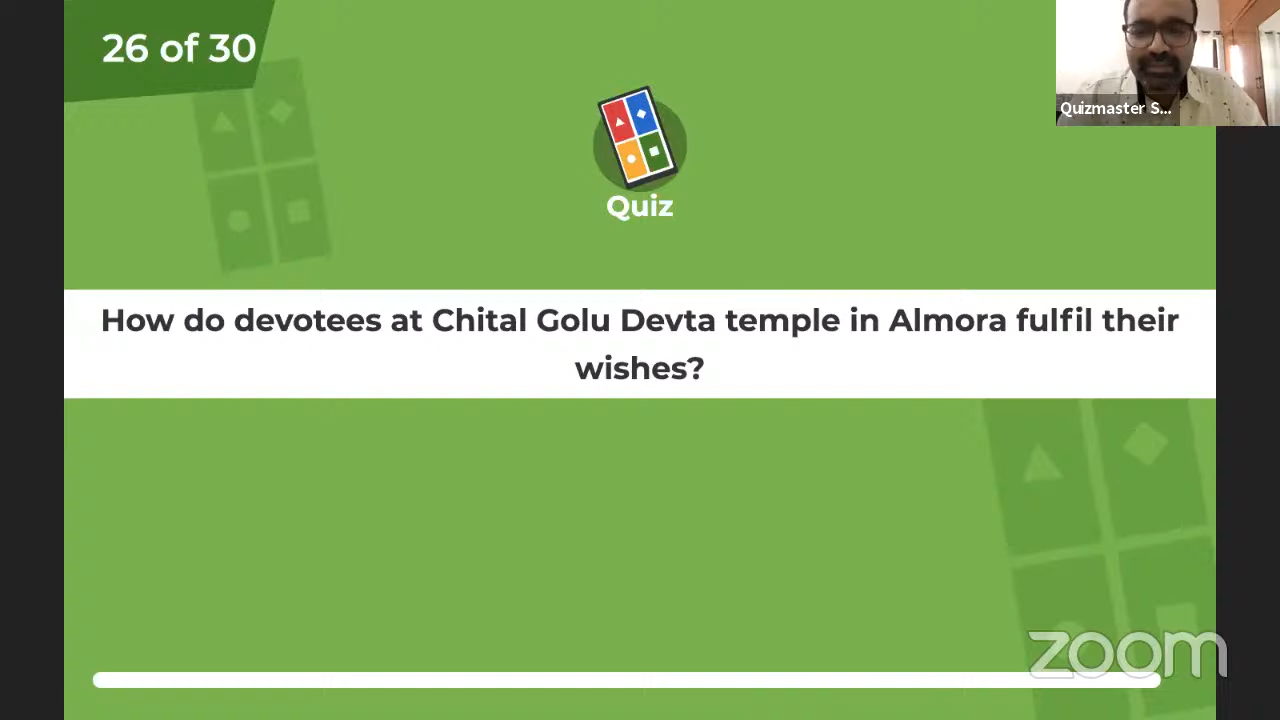 26 of 30
Quizmaster S...
Quiz
How do devotees at Chital Golu Devta temple in Almora fulfil their
wishes?
zoom